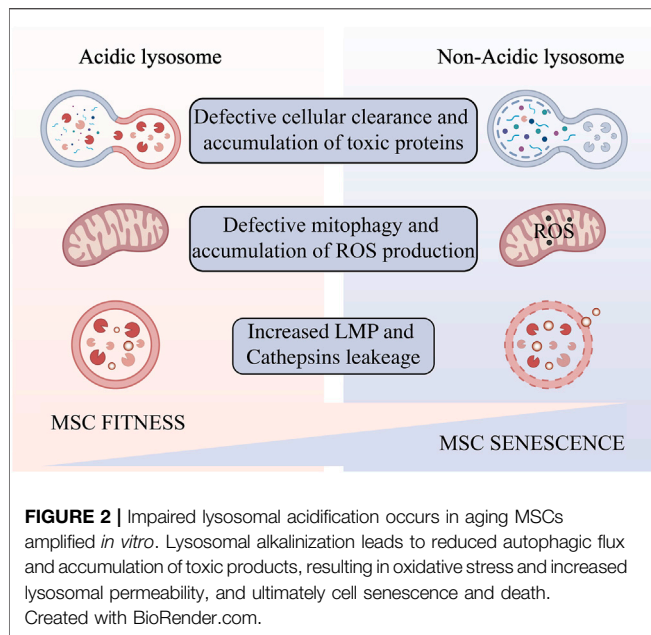 Acidic lysosome
Non-Acidic lysosome
Defective cellular clearance and
accumulation of toxic proteins
Defective mitophagy and
accumulation of ROS production
ROS
Increased LMP and
Cathepsins leakeage
MSC FITNESS
MSC SENESCENCE
FIGURE 2 | Impaired lysosomal acidification occurs in aging MSCs
amplified in vitro. Lysosomal alkalinization leads to reduced autophagic flux
and accumulation of toxic products, resulting in oxidative stress and increased
lysosomal permeability, and ultimately cell senescence and death.
Created with BioRender.com.